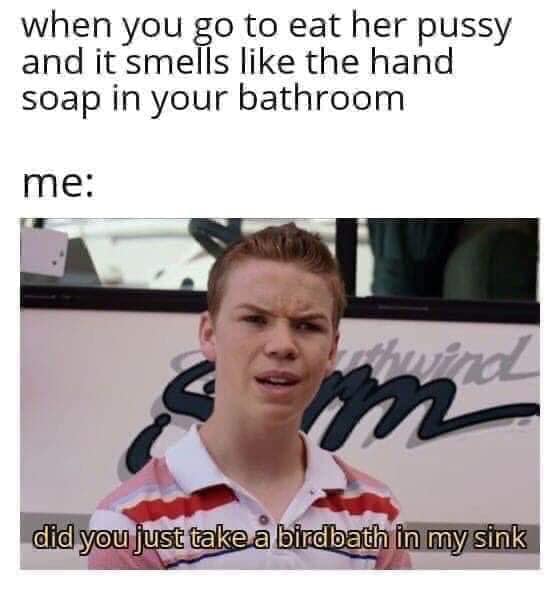 when you go to eat her pussy
and it smells like the hand
soap in your bathroom
me:
thwind
did you just take a birdbath in my sink